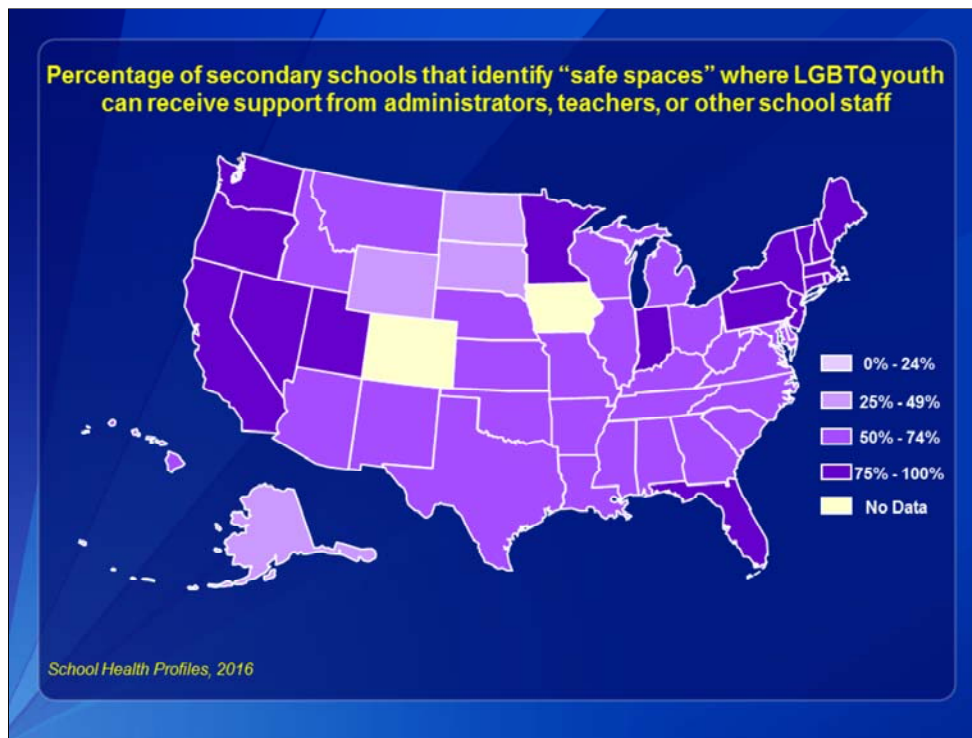 Percentage of secondary schools that identify “safe spaces” where LGBTQ youth
can receive support from administrators, teachers, or other school staff
0% - 24%
25% - 49%
50% - 74%
75% - 100%
No Data
School Health Profiles, 2016